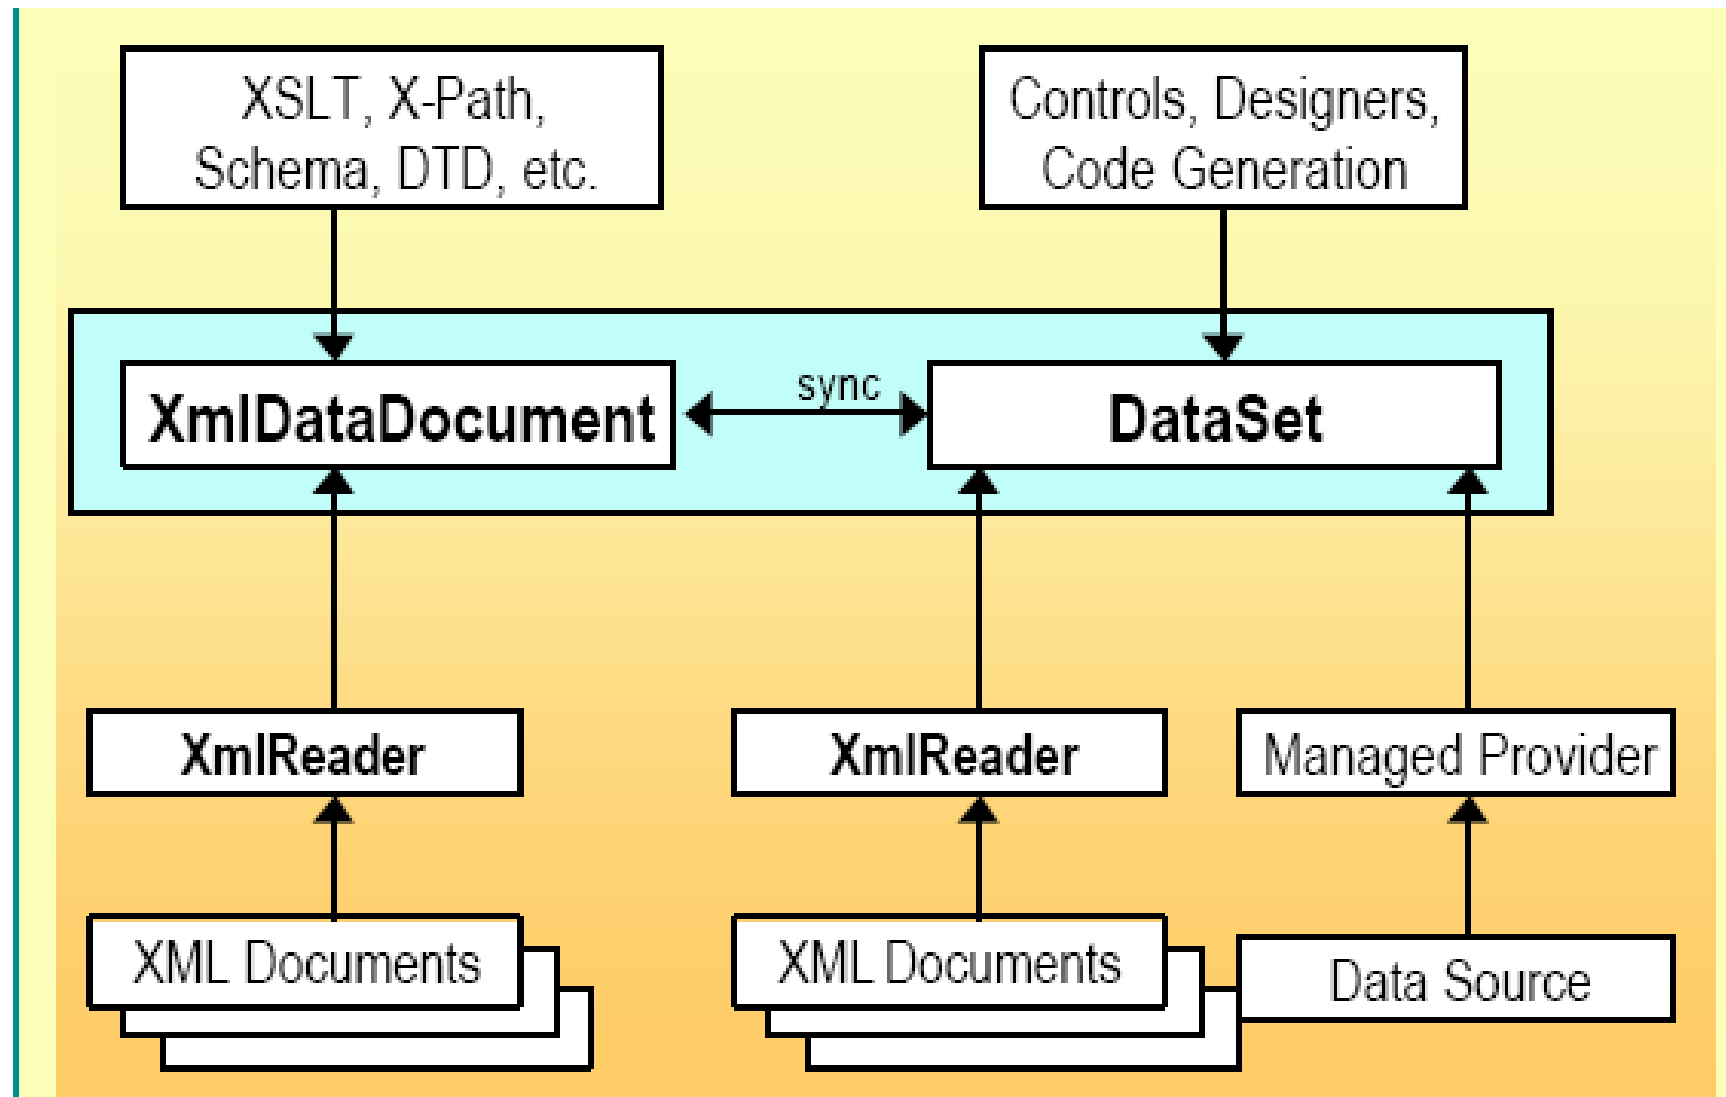 XSLT, X-Path,
Schema, DTD, etc.
Controls, Designers,
Code Generation
XmlDataDocument
sync
DataSet
XmlReader
XmlReader
Managed Provider
XML Documents
XML Documents
Data Source